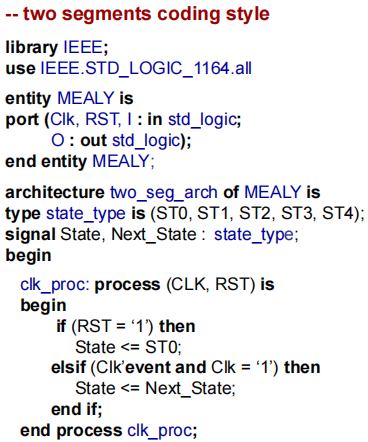 -- two segments coding style
library IEEE;
use IEEE.STD_LOGIC_1164.all
entity MEALY is
port (Clk, RST, I : in std_logic;
O : out std_logic);
end entity MEALY;
architecture two_seg_arch of MEALY is
type state_type is (ST0, ST1, ST2, ST3, ST4);
signal State, Next_State : state_type;
begin
clk_proc: process (CLK, RST) is
begin
if (RST = ‘1’) then
State <= ST0;
elsif (Clk’event and Clk = ‘1’) then
State <= Next_State;
end if;
end process clk_proc;